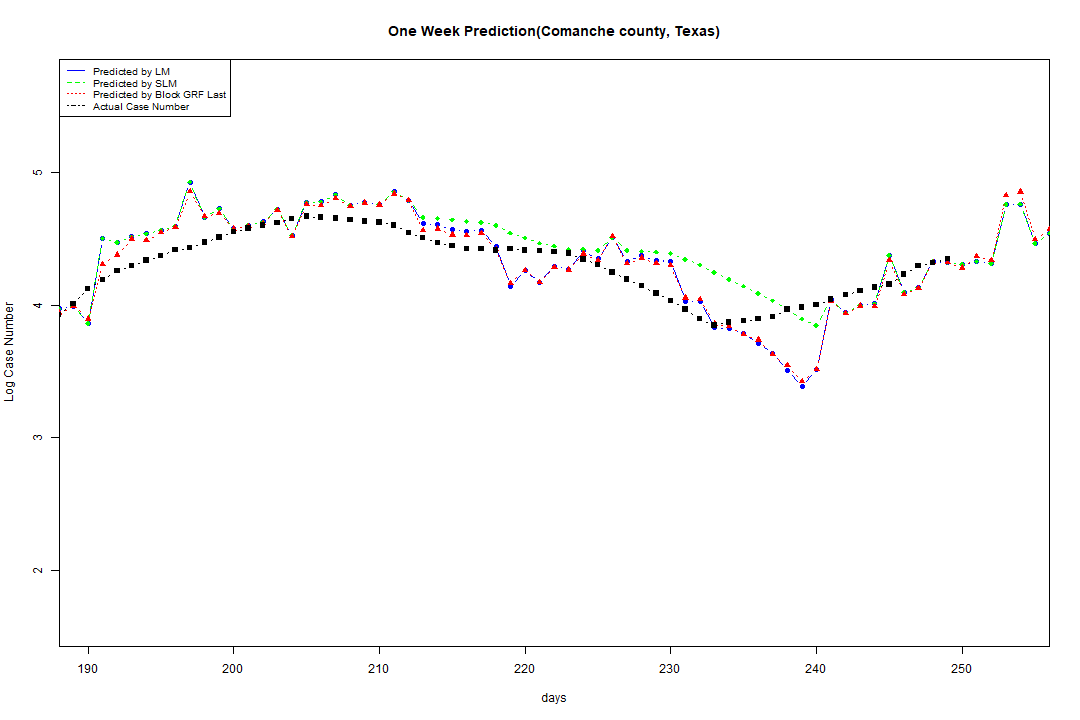 One Week Prediction(Comanche county, Texas)
Predicted by LM
Predicted by SLM
Predicted by Block GRF Last
Actual Case Number
5
4
3
2
Log Case Number
190 200 210 220 230 240 250
days